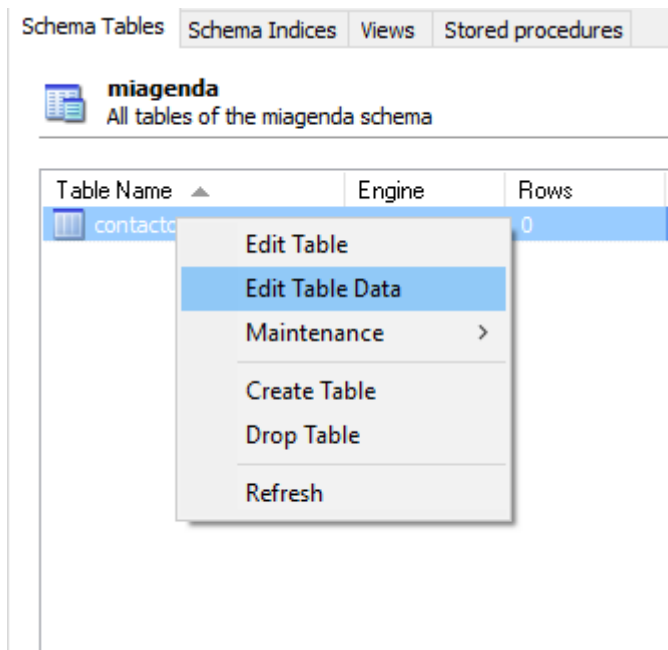 Schema Tables Schema Indices Views Stored procedures
miagenda
All tables of the miagenda schema
Table Name Engine Rows
0
Edit Table
Edit Table Data
Maintenance
Create Table
Drop Table
Refresh